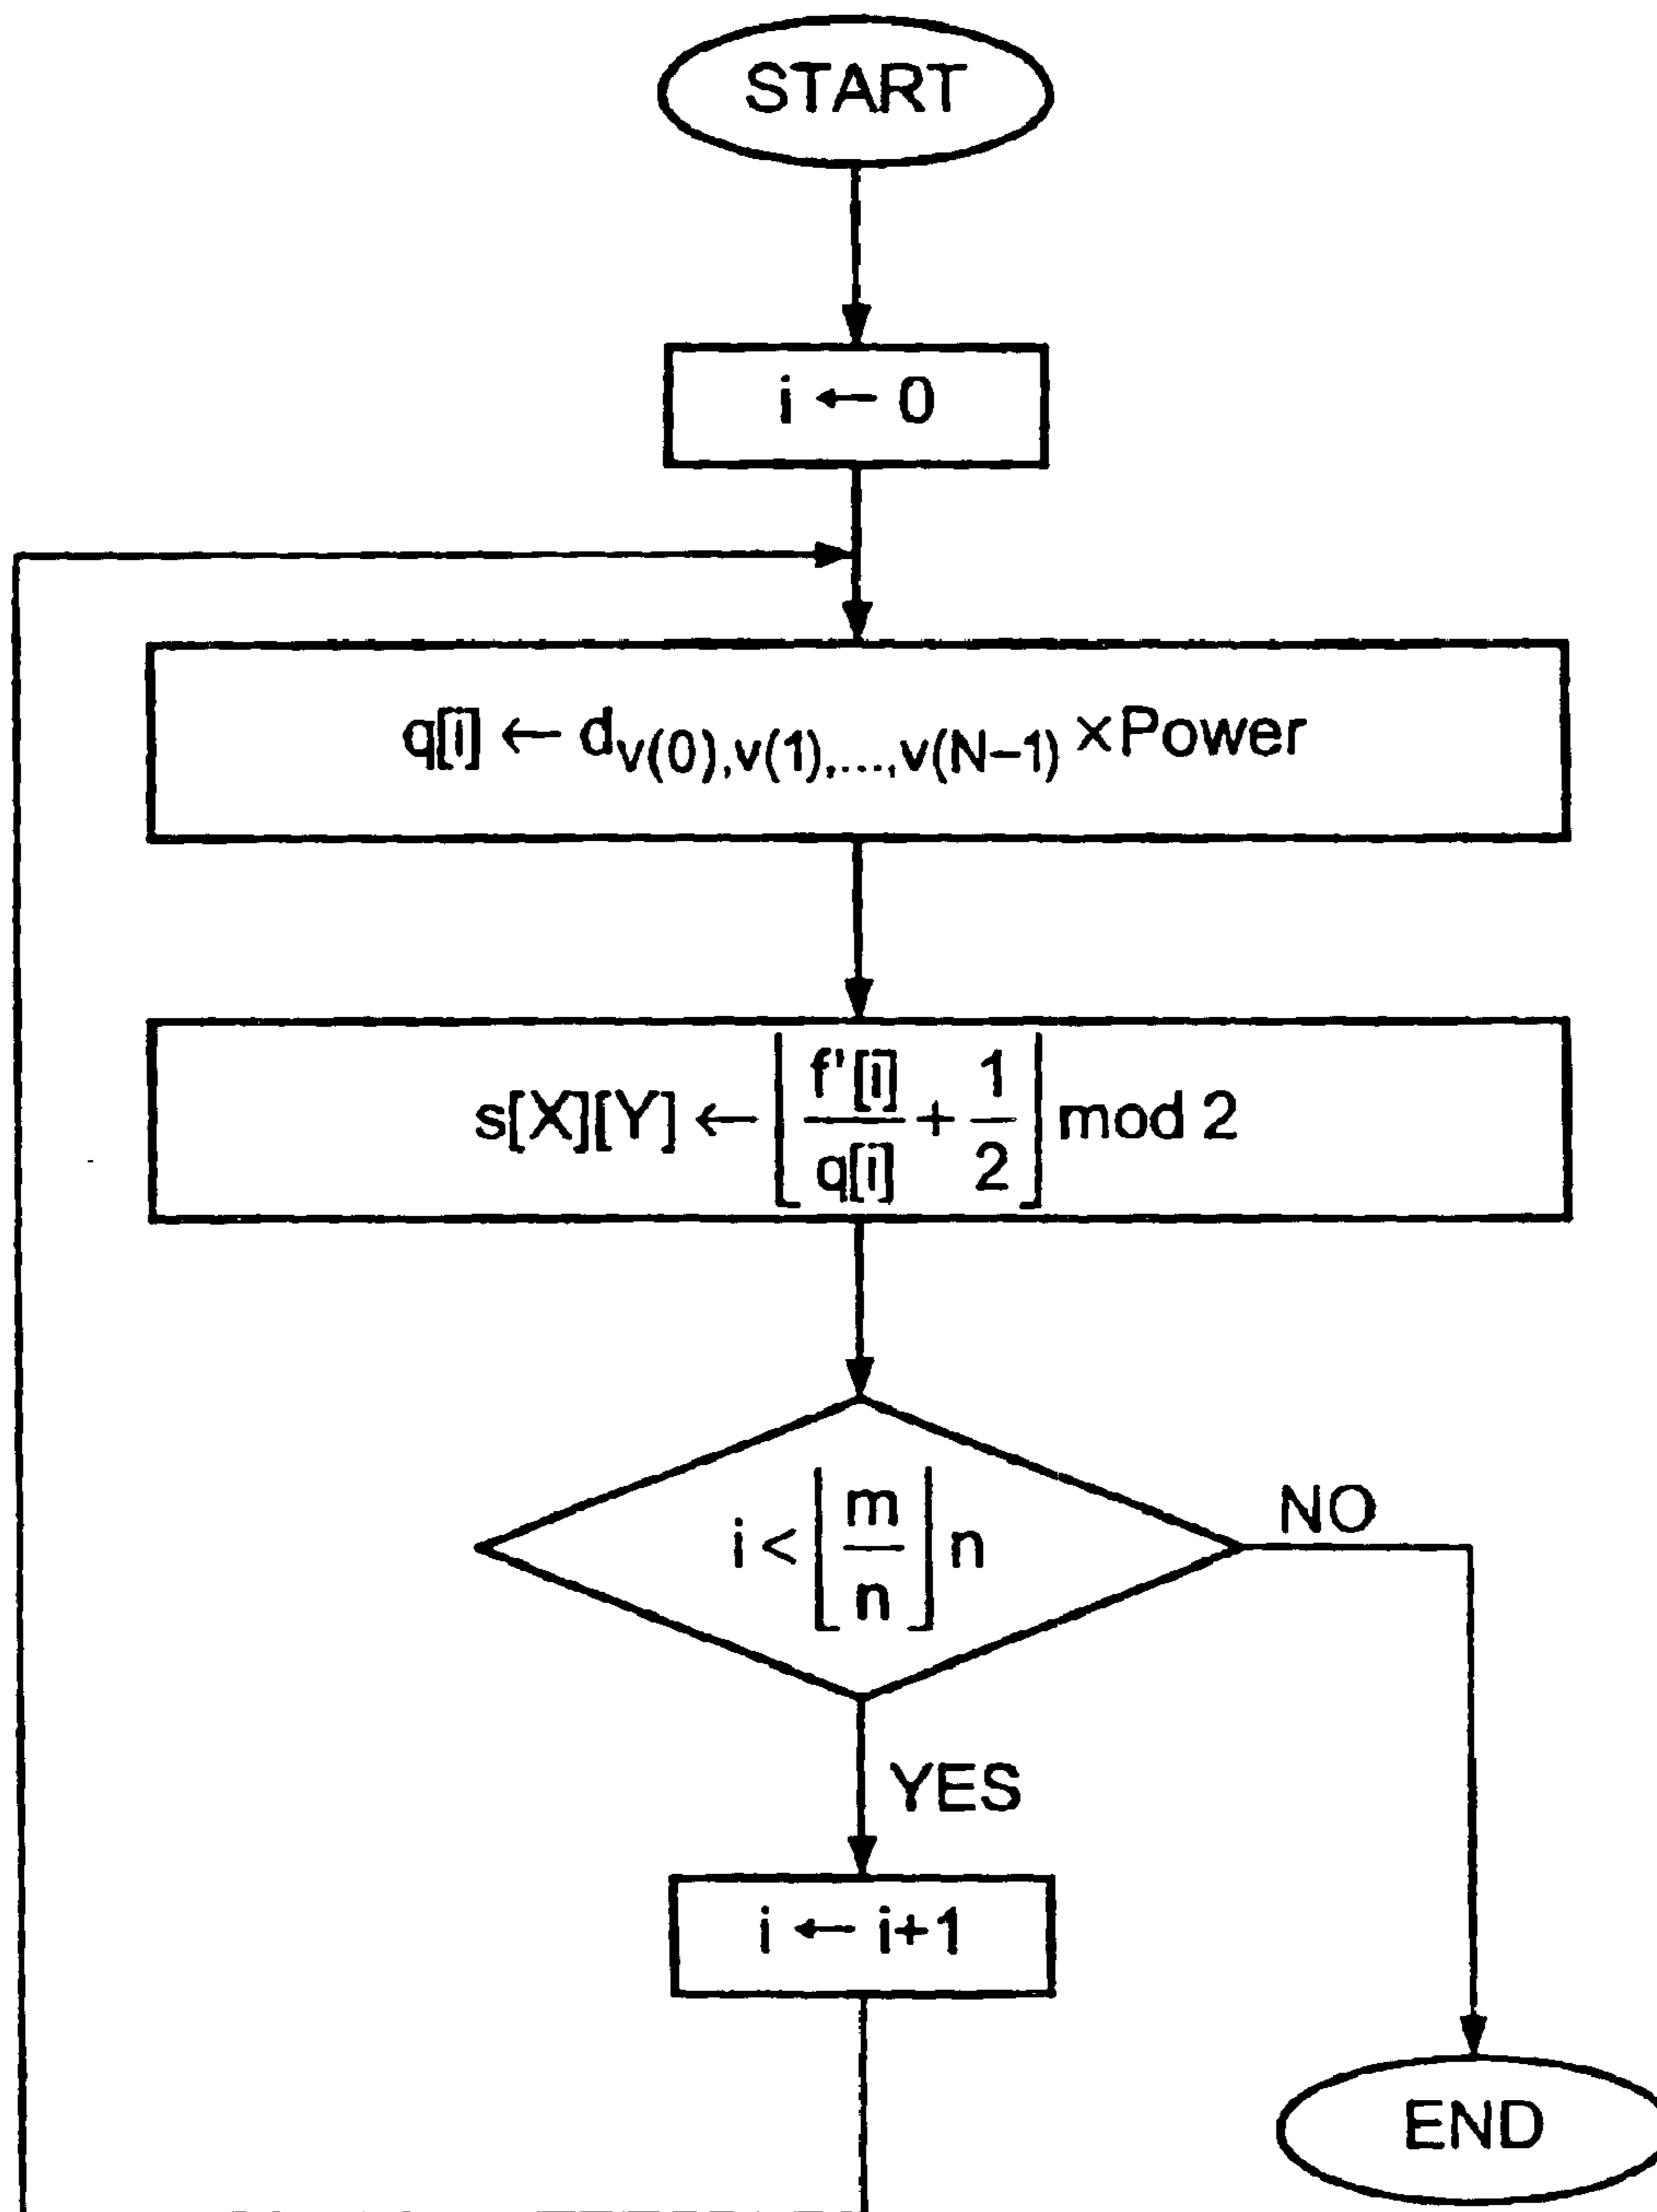 START
i ← 0
q[i] ← d_{v(0),v(1),...,v(N−1)} ×Power
s[X][Y] ← ⌊ f'[i] / q[i] + 1 / 2 ⌋ mod 2
i < ⌊ m / n ⌋ n
NO
YES
i ← i+1
END